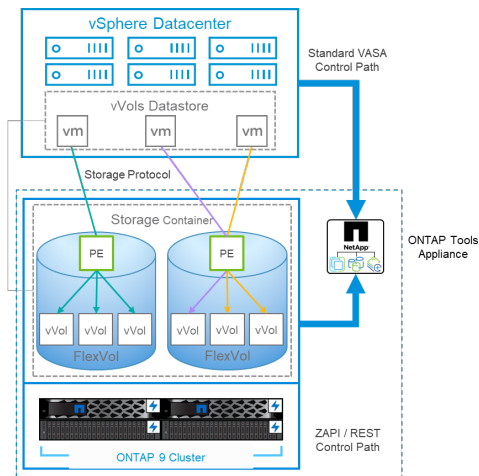 vSphere Datacenter
Standard VASA
Control Path
vVols Datastore
vm
vm
vm
Storage Protocol
Storage Container
PE
PE
NetApp
ONTAP Tools
Appliance
vVol
vVol
vVol
vVol
vVol
vVol
FlexVol
FlexVol
ZAPI / REST
Control Path
ONTAP 9 Cluster